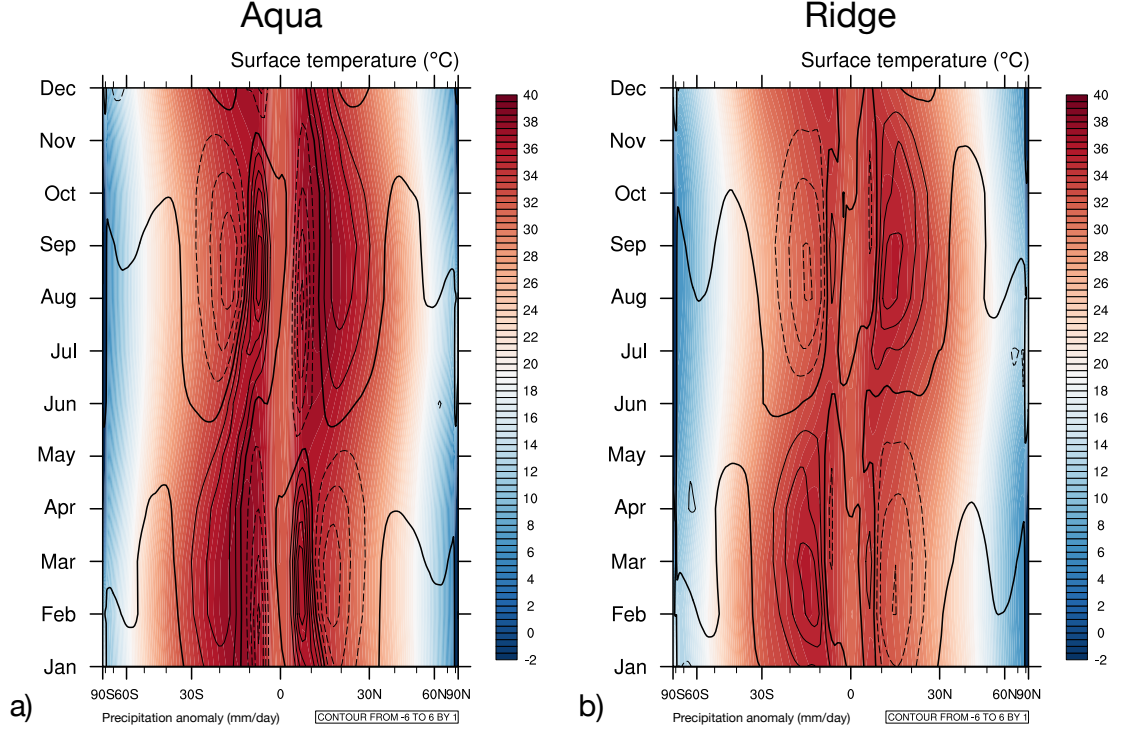 Aqua
Surface temperature (°C)
Dec
Nov
Oct
Sep
Aug
Jul
Jun
May
Apr
Mar
Feb
Jan
90S60S 30S 0 30N 60N90N
40
38
36
34
32
30
28
26
24
22
20
18
16
14
12
10
8
6
4
2
0
-2
a)
Precipitation anomaly (mm/day)
CONTOUR FROM -6 TO 6 BY 1
Ridge
Surface temperature (°C)
Dec
Nov
Oct
Sep
Aug
Jul
Jun
May
Apr
Mar
Feb
Jan
90S60S 30S 0 30N 60N90N
40
38
36
34
32
30
28
26
24
22
20
18
16
14
12
10
8
6
4
2
0
-2
b)
Precipitation anomaly (mm/day)
CONTOUR FROM -6 TO 6 BY 1